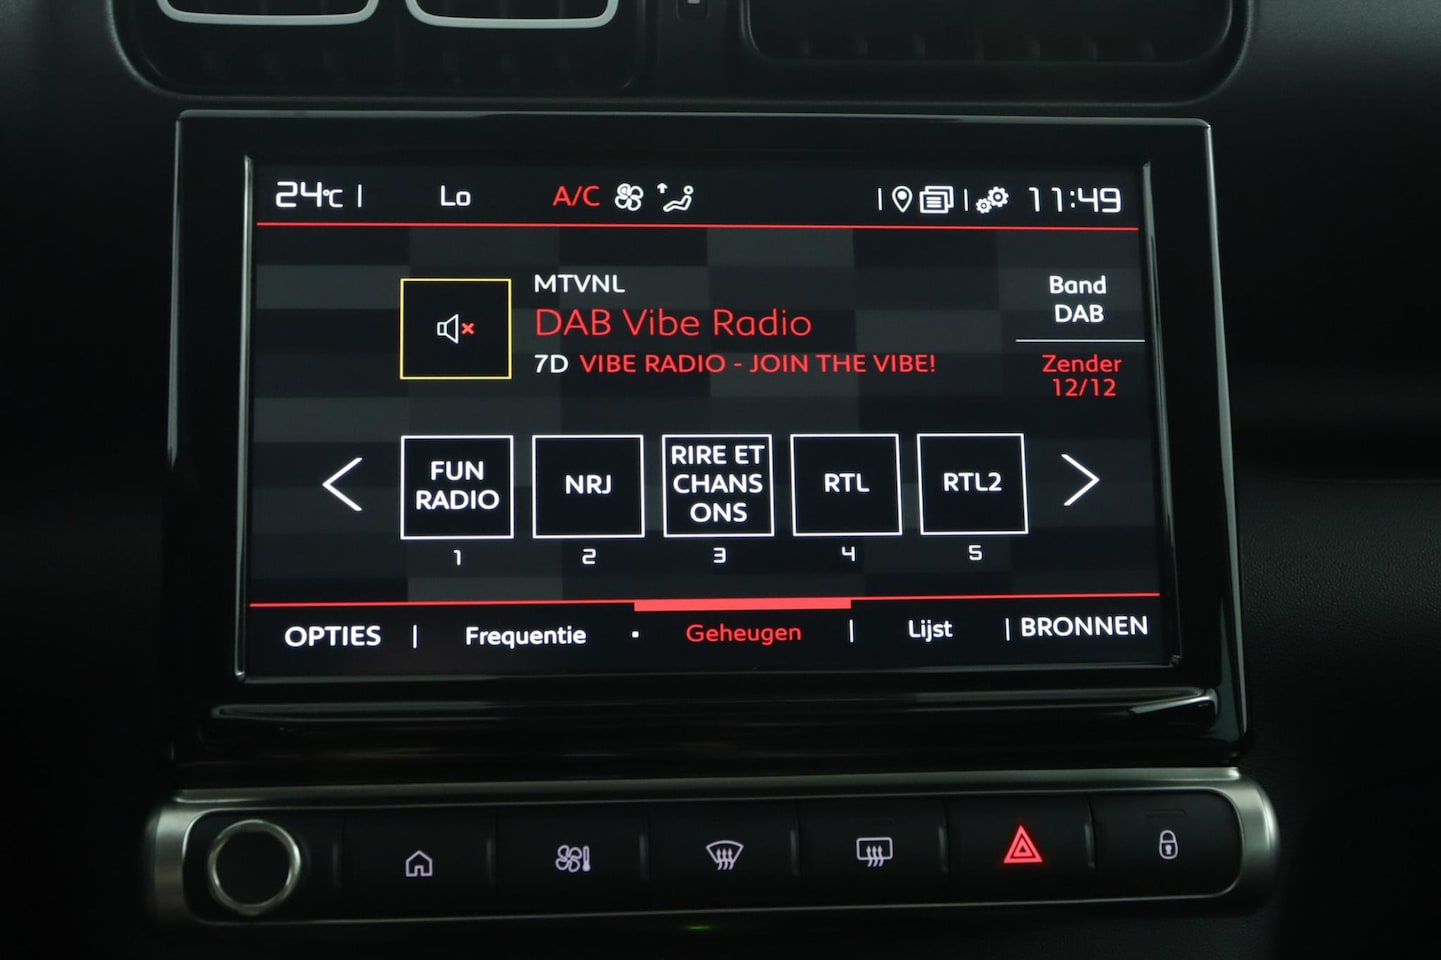 24°C | Lo A/C 11:49
MTVNL
DAB Vibe Radio
7D VIBE RADIO - JOIN THE VIBE!
Band
DAB
Zender
12/12
FUN
RADIO
NRJ
RIRE ET
CHANS
ONS
RTL
RTL2
1 2 3 4 5
OPTIES | Frequentie · Geheugen | Lijst | BRONNEN